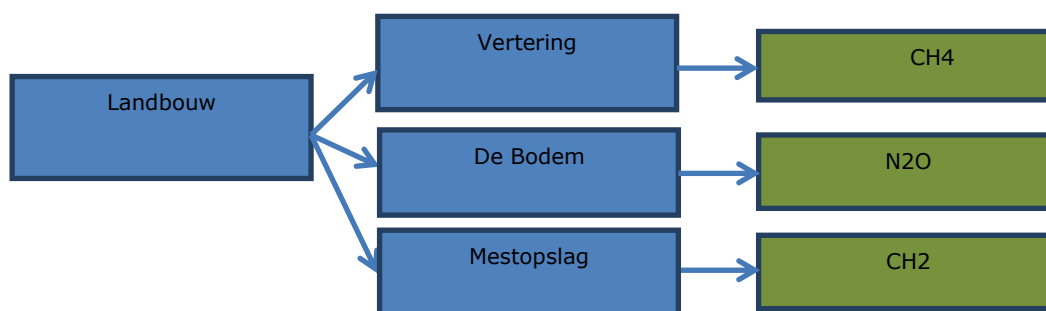 Landbouw
Vertering
CH4
De Bodem
N2O
Mestopslag
CH2